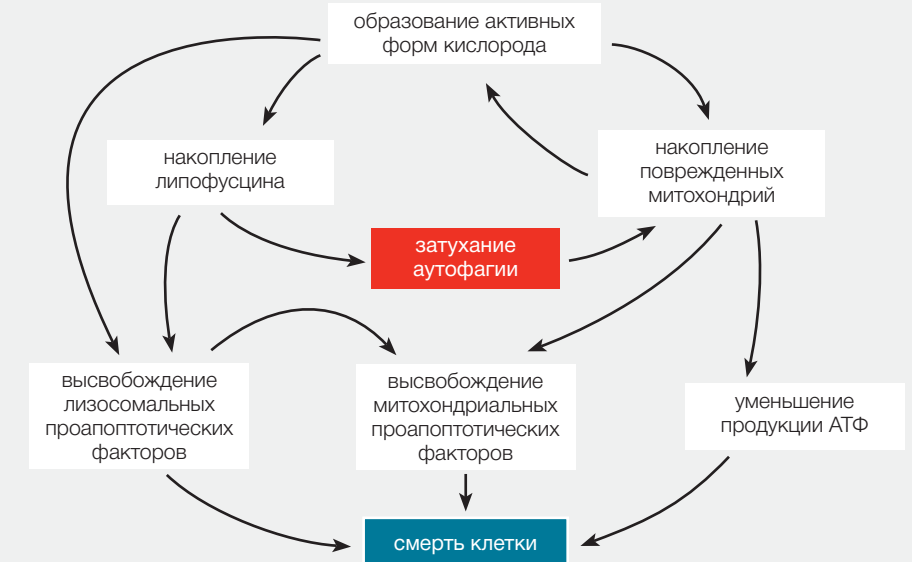 образование активных
форм кислорода
накопление
липофусцина
накопление
поврежденных
митохондрий
затухание
аутофагии
высвобождение
лизосомальных
проапоптотических
факторов
высвобождение
митохондриальных
проапоптотических
факторов
уменьшение
продукции АТФ
смерть клетки